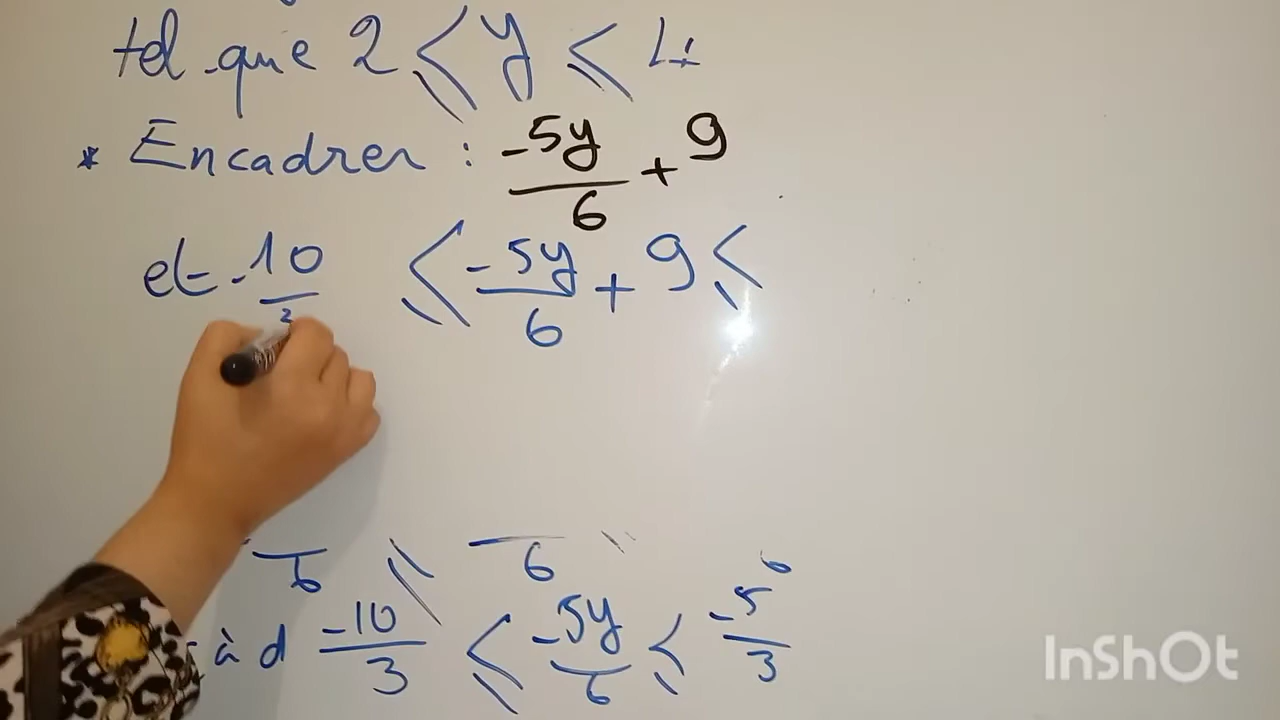 tel que 2 ≤ y ≤ 4
* Encadrer : -5y/6 + 9
et -10/3 ≤ -5y/6 + 9 ≤
6 ≤ 6
à d -10/3 ≤ -5y/6 ≤ -5/3
InShOt